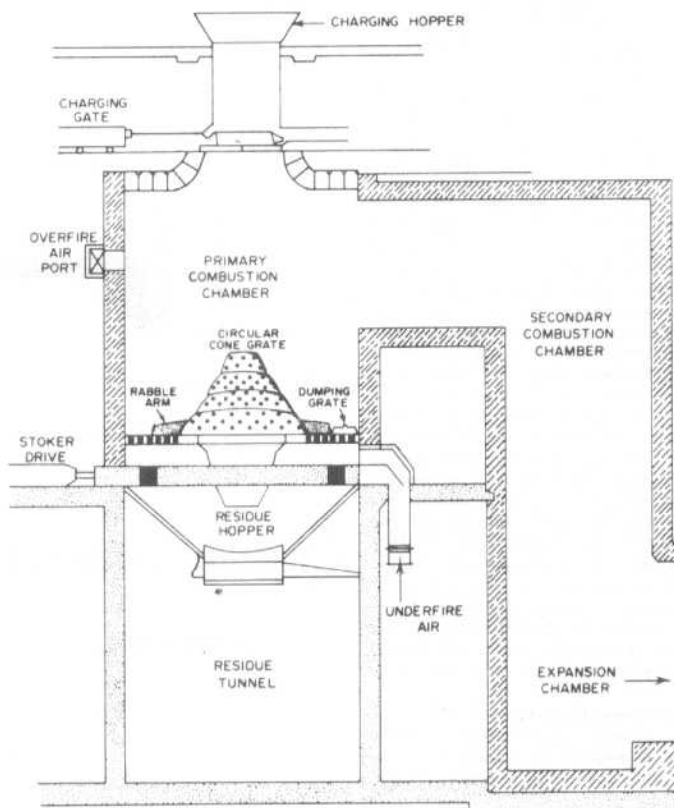 CHARGING HOPPER
CHARGING
GATE
OVERFIRE
AIR
PORT
PRIMARY
COMBUSTION
CHAMBER
SECONDARY
COMBUSTION
CHAMBER
CIRCULAR
CONE GRATE
RABBLE
ARM
DUMPING
GRATE
STOKER
DRIVE
RESIDUE
HOPPER
UNDERFIRE
AIR
RESIDUE
TUNNEL
EXPANSION
CHAMBER